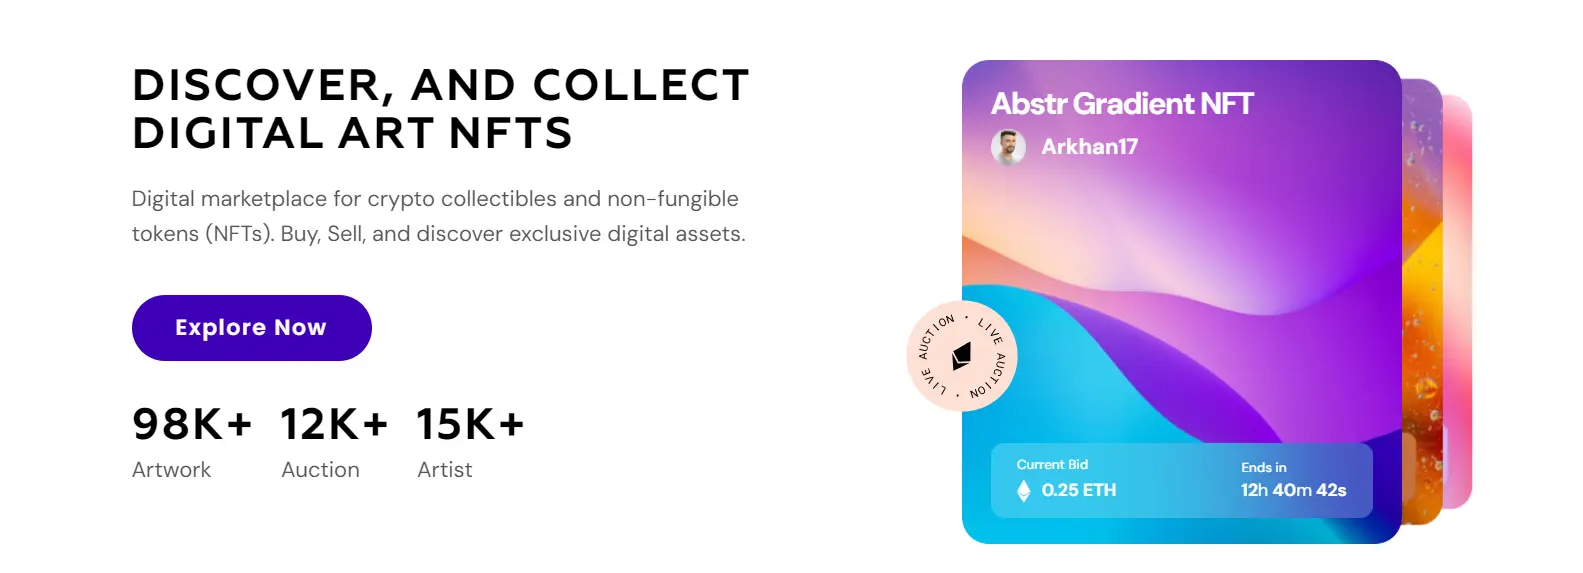 DISCOVER, AND COLLECT
DIGITAL ART NFTS
Digital marketplace for crypto collectibles and non-fungible
tokens (NFTs). Buy, Sell, and discover exclusive digital assets.
Explore Now
98K+ 12K+ 15K+
Artwork Auction Artist
Abstr Gradient NFT
Arkhan17
LIVE AUCTION • LIVE AUCTION •
Current Bid
0.25 ETH
Ends in
12h 40m 42s